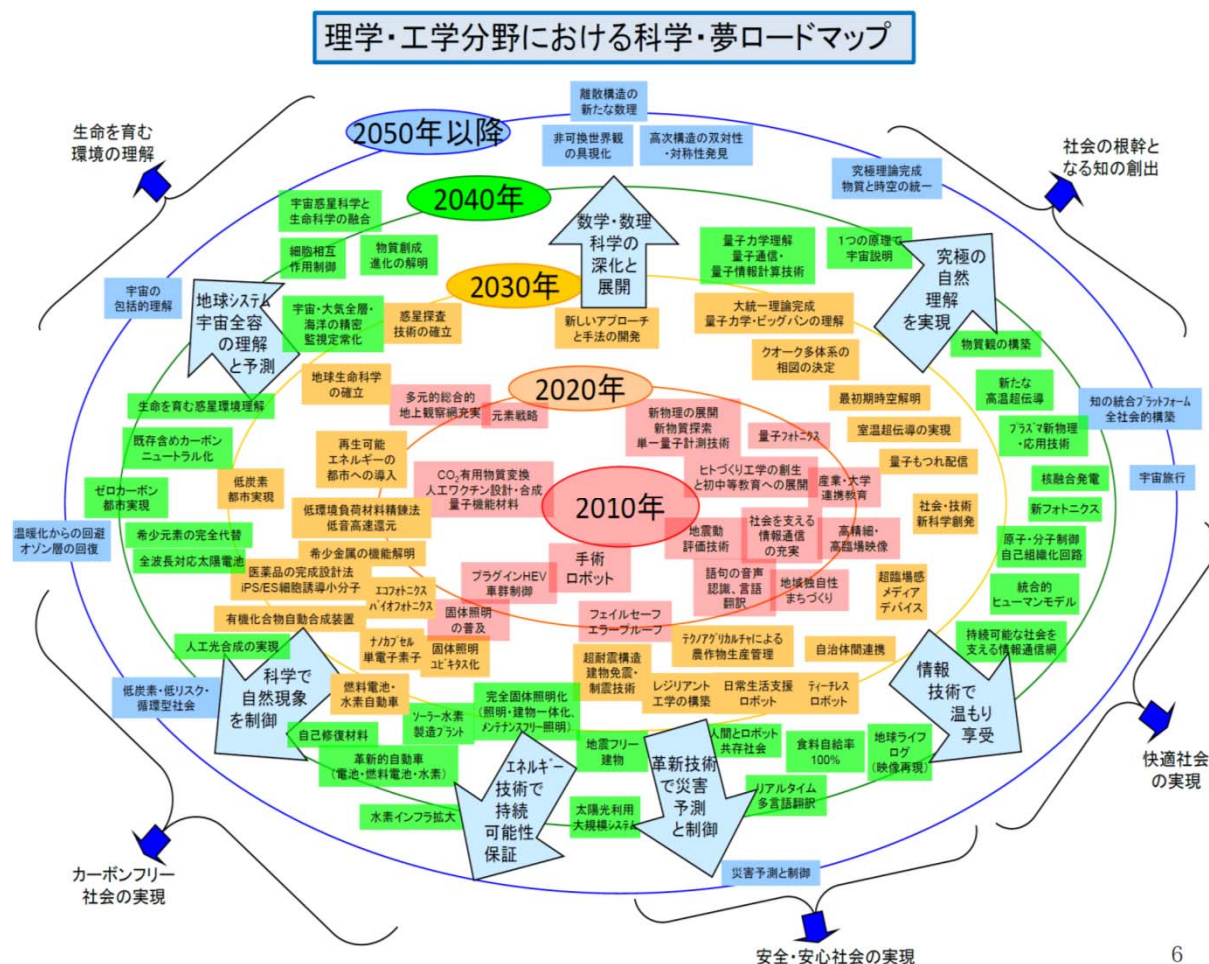 理学・工学分野における科学・夢ロードマップ
離散構造の
新たな数理
2050年以降
非可換世界観
の具現化
高次構造の双対性
・対称性発見
生命を育む
環境の理解
社会の根幹と
なる知の創出
究極理論完成
物質と時空の統一
2040年
宇宙惑星科学と
生命科学の融合
細胞相互
作用制御
物質創成
進化の解明
数学・数理
科学の
深化と
展開
量子力学理解
量子通信・
量子情報計算技術
1つの原理で
宇宙説明
究極の
自然
理解
を実現
2030年
宇宙の
包括的理解
地球システム
宇宙全容
の理解
と予測
宇宙・大気全層・
海洋の精密
監視定常化
惑星探査
技術の確立
新しいアプローチ
と手法の開発
大統一理論完成
量子力学・ビッグバンの理解
物質観の構築
クオーク多体系の
相図の決定
地球生命科学
の確立
2020年
多元的総合的
地上観察網充実
元素戦略
新たな
高温超伝導
最初期時空解明
生命を育む惑星環境理解
新物理の展開
新物質探索
単一量子計測技術
量子フォトニクス
室温超伝導の実現
プラズマ新物理
・応用技術
知の統合プラットフォーム
全社会的構築
既存含めカーボン
ニュートラル化
再生可能
エネルギーの
都市への導入
CO₂有用物質変換
人工ワクチン設計・合成
量子機能材料
ヒトづくり工学の創生
と初中等教育への展開
産業・大学
連携教育
量子もつれ配信
核融合発電
宇宙旅行
ゼロカーボン
都市実現
低炭素
都市実現
低環境負荷材料精錬法
低音高速還元
2010年
社会・技術
新科学創発
新フォトニクス
温暖化からの回避
オゾン層の回復
希少元素の完全代替
地震動
評価技術
社会を支える
情報通信
の充実
高精細・
高臨場映像
原子・分子制御
自己組織化回路
全波長対応太陽電池
希少金属の機能解明
手術
ロボット
医薬品の完成設計法
iPS/ES細胞誘導小分子
エコフォトニクス
バイオフォトニクス
プラグインHEV
車群制御
語句の音声
認識、言語
翻訳
地域独自性
まちづくり
超臨場感
メディア
デバイス
統合的
ヒューマンモデル
有機化合物自動合成装置
固体照明
の普及
フェイルセーフ
エラープルーフ
人工光合成の実現
ナノカプセル
単電子素子
固体照明
ユビキタス化
テクノアグリカルチャによる
農作物生産管理
自治体間連携
持続可能な社会を
支える情報通信網
科学で
自然現象
を制御
超耐震構造
建物免震・
制震技術
情報
技術で
温もり
享受
低炭素・低リスク・
循環型社会
燃料電池・
水素自動車
完全固体照明化
(照明・建物一体化、
メンテナンスフリー照明)
レジリアント
工学の構築
日常生活支援
ロボット
ティーチレス
ロボット
自己修復材料
ソーラー水素
製造プラント
地震フリー
建物
人間とロボット
共存社会
食料自給率
100%
地球ライフ
ログ
(映像再現)
革新的自動車
(電池・燃料電池・水素)
エネルギー
技術で
持続
可能性
保証
革新技術
で災害
予測
と制御
快適社会
の実現
リアルタイム
多言語翻訳
水素インフラ拡大
太陽光利用
大規模システム
カーボンフリー
社会の実現
災害予測と制御
安全・安心社会の実現
6